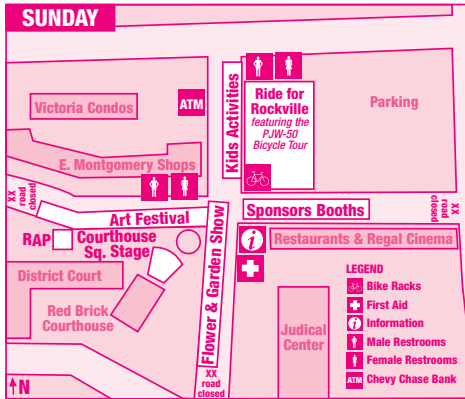 SUNDAY
Victoria Condos
ATM
E. Montgomery Shops
Kids Activities
Ride for
Rockville
featuring the
PJW-50
Bicycle Tour
Parking
XX
road
closed
Art Festival
Sponsors Booths
XX
road
closed
RAP
Courthouse
Sq. Stage
Flower & Garden Show
i
Restaurants & Regal Cinema
District Court
Red Brick
Courthouse
Judical
Center
LEGEND
Bike Racks
First Aid
i Information
Male Restrooms
Female Restrooms
ATM Chevy Chase Bank
XX
road
closed
N